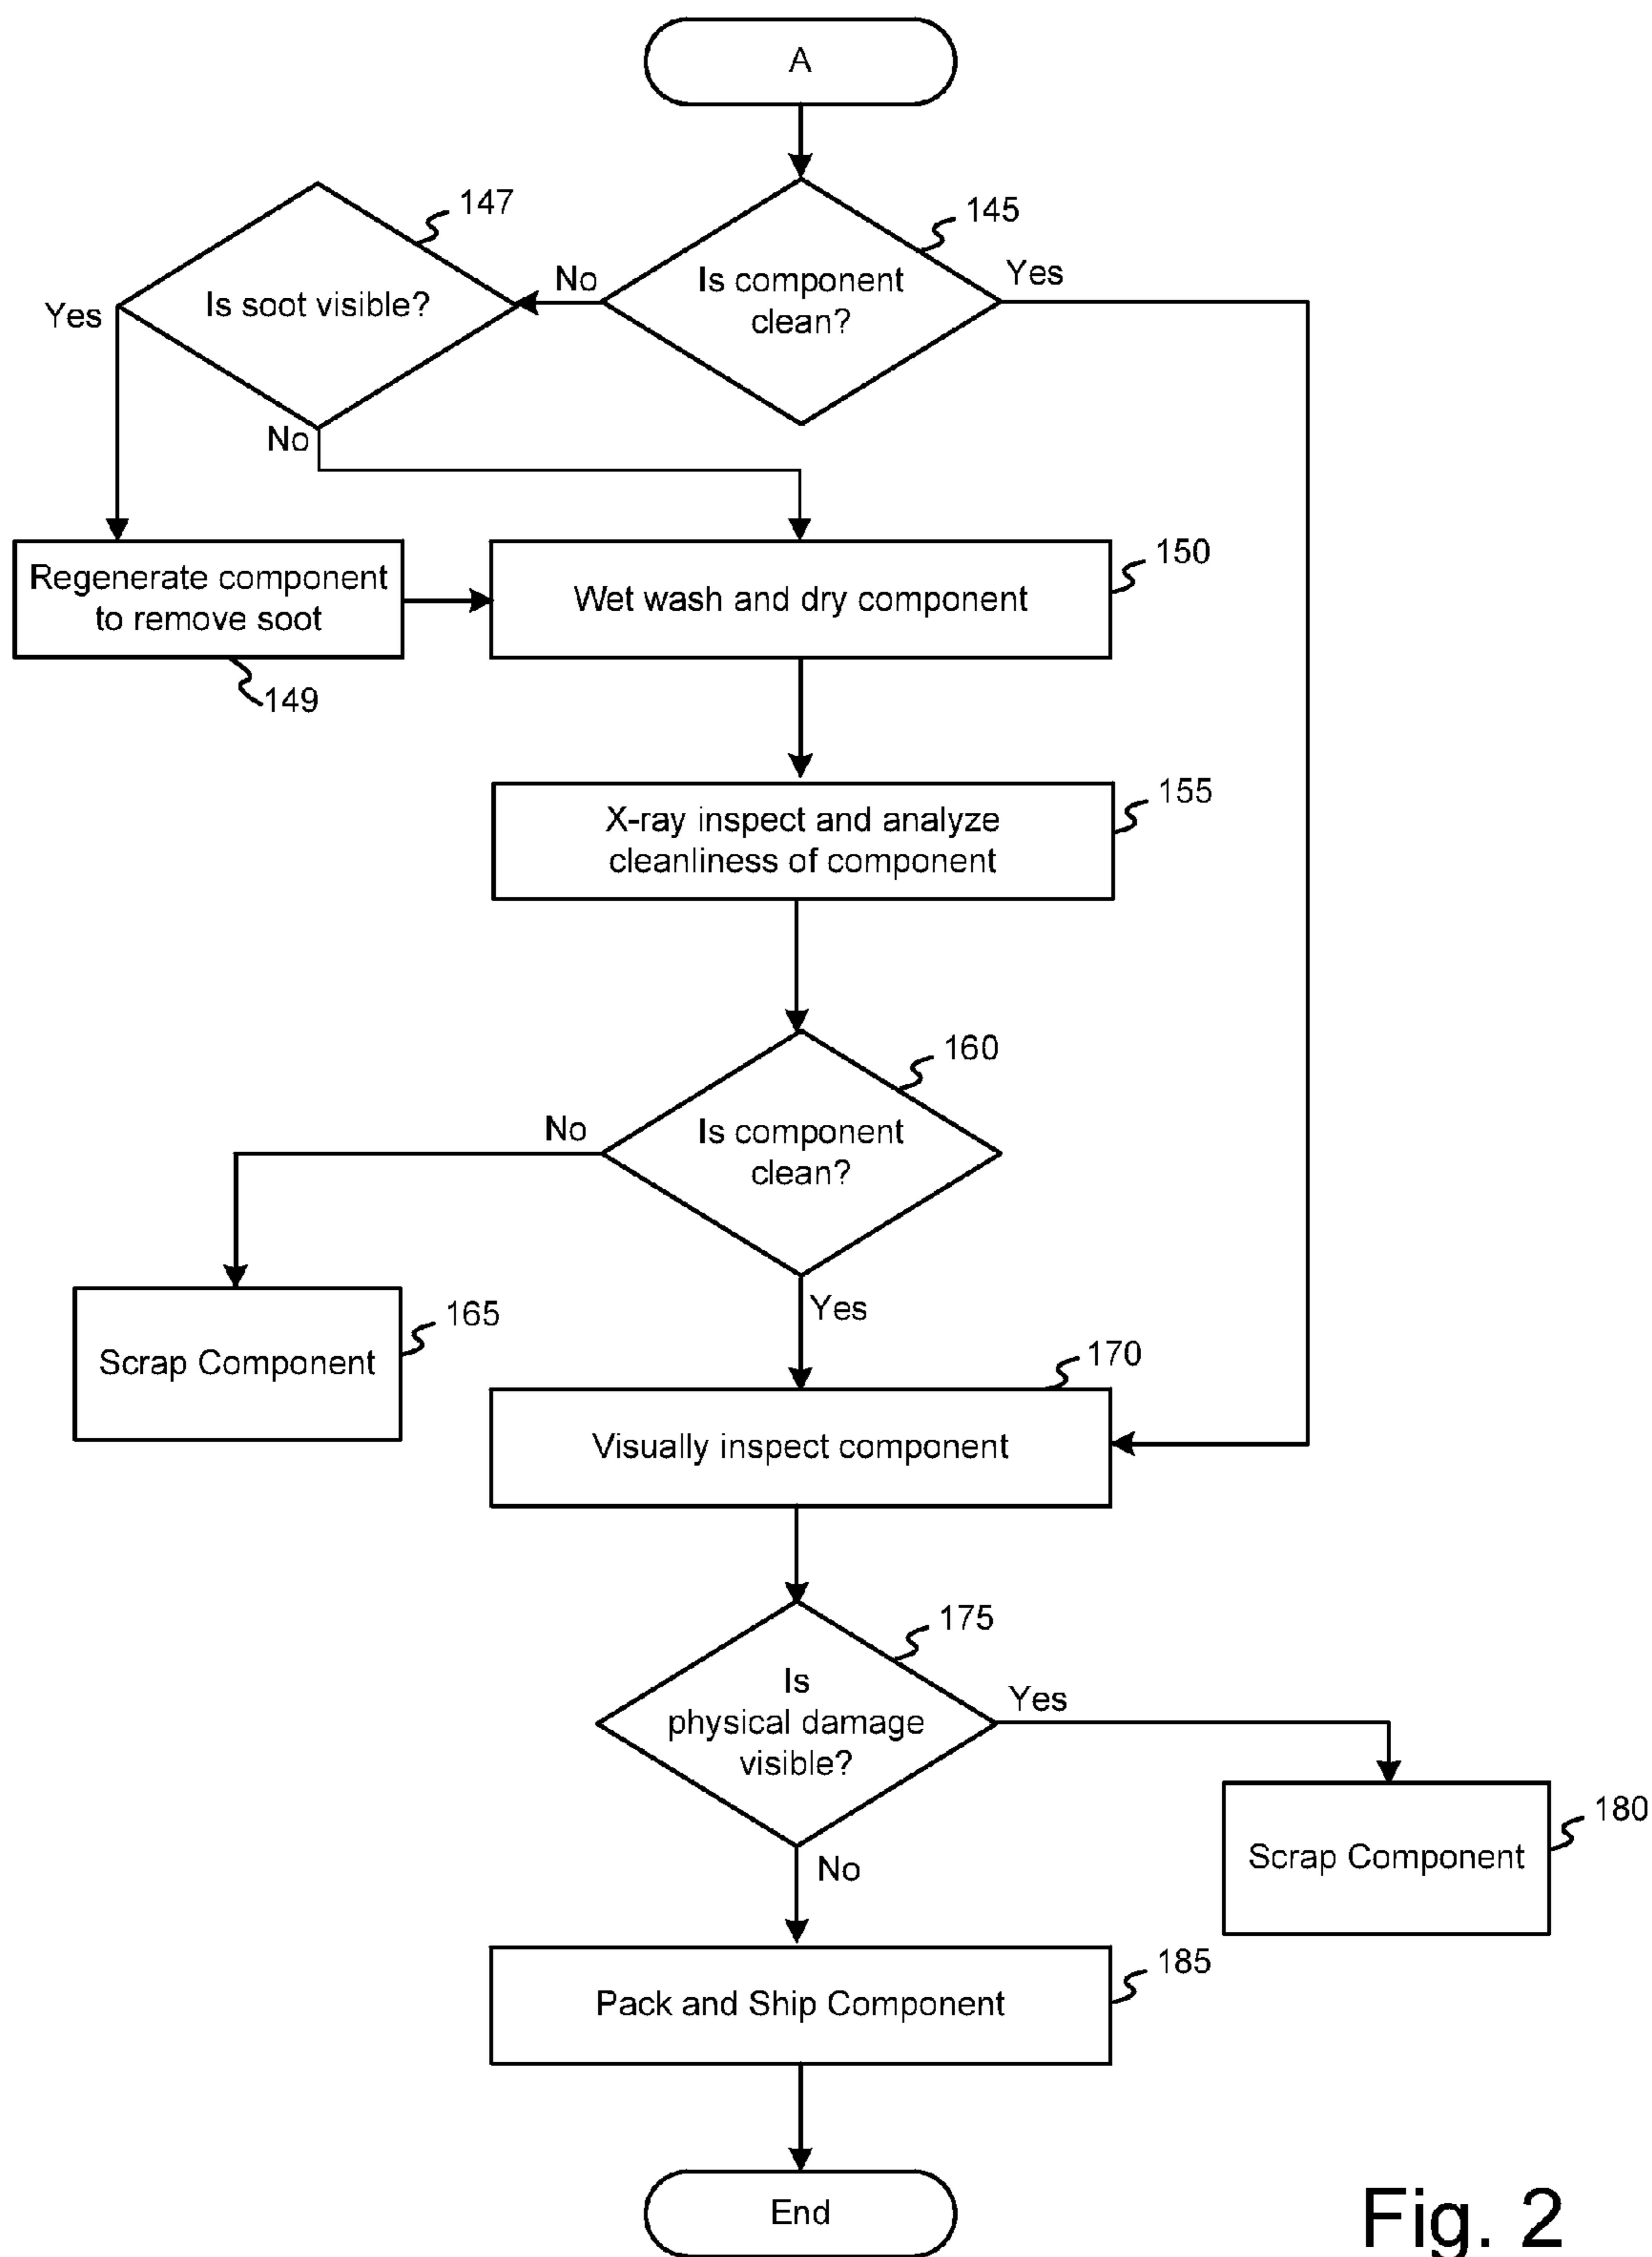 A
147
145
Is soot visible?
No
Is component
clean?
Yes
Yes
No
Regenerate component
to remove soot
149
Wet wash and dry component
150
X-ray inspect and analyze
cleanliness of component
155
160
Is component
clean?
No
Yes
Scrap Component
165
170
Visually inspect component
175
Is
physical damage
visible?
Yes
No
Scrap Component
180
Pack and Ship Component
185
End
Fig. 2